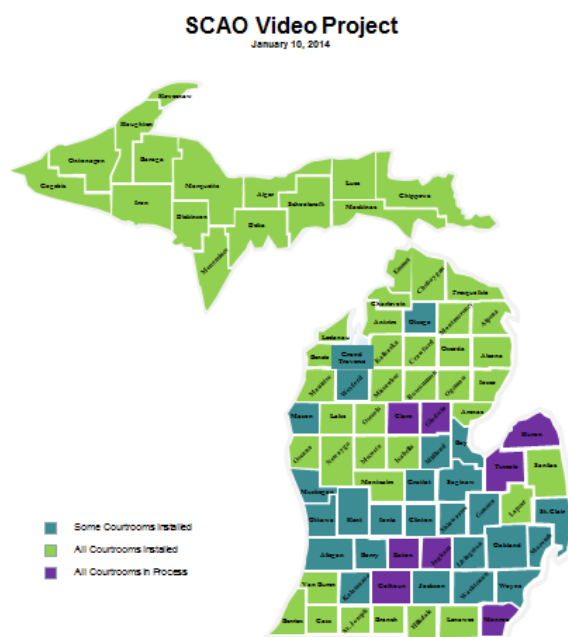 SCAO Video Project
January 10, 2014
Keweenaw
Houghton
Ontonagon
Baraga
Gogebic
Iron
Marquette
Dickinson
Menominee
Alger
Delta
Schoolcraft
Luce
Mackinac
Chippewa
Emmet
Cheboygan
Presque Isle
Charlevoix
Antrim
Otsego
Montmorency
Alpena
Leelanau
Benzie
Grand
Traverse
Kalkaska
Crawford
Oscoda
Alcona
Manistee
Wexford
Missaukee
Roscommon
Ogemaw
Iosco
Mason
Lake
Osceola
Clare
Gladwin
Arenac
Huron
Oceana
Newaygo
Mecosta
Isabella
Midland
Bay
Tuscola
Sanilac
Muskegon
Montcalm
Gratiot
Saginaw
Ottawa
Kent
Ionia
Clinton
Shiawassee
Genesee
Lapeer
St. Clair
Some Courtrooms Installed
All Courtrooms Installed
All Courtrooms in Process
Allegan
Barry
Eaton
Ingham
Livingston
Oakland
Macomb
Van Buren
Kalamazoo
Calhoun
Jackson
Washtenaw
Wayne
Berrien
Cass
St. Joseph
Branch
Hillsdale
Lenawee
Monroe